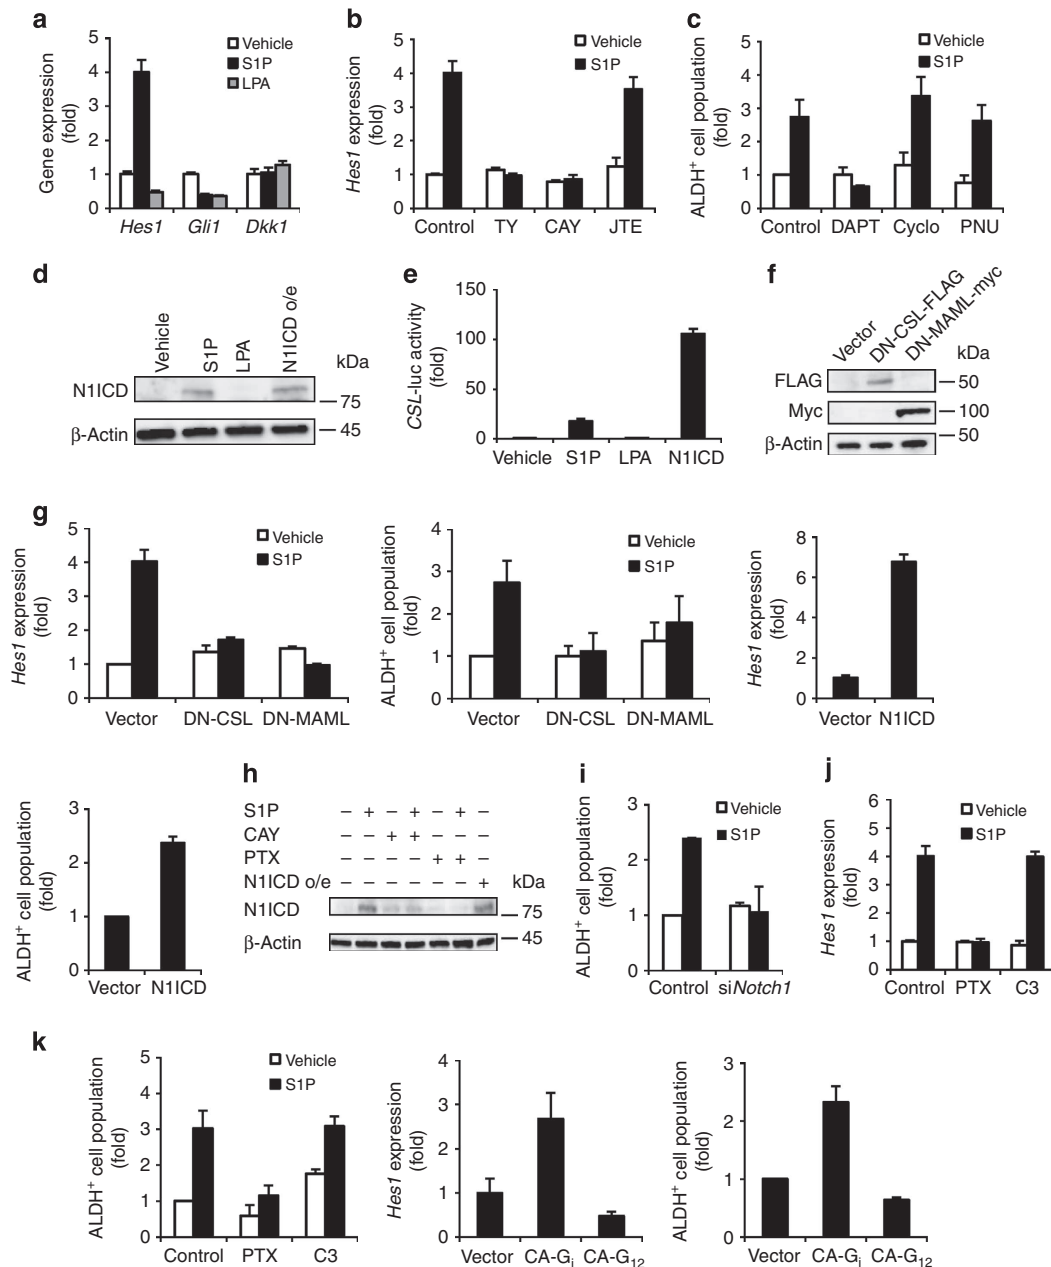 a
Gene expression
(fold)
5
4
3
2
1
0
Vehicle
S1P
LPA
Hes1 Gli1 Dkk1
b
Hes1 expression
(fold)
5
4
3
2
1
0
Vehicle
S1P
Control TY CAY JTE
c
ALDH+ cell population
(fold)
5
4
3
2
1
0
Vehicle
S1P
Control DAPT Cyclo PNU
d
Vehicle
S1P
LPA
N1ICD o/e
kDa
N1ICD
75
β-Actin
45
e
CSL-luc activity
(fold)
150
100
50
0
Vehicle S1P LPA N1ICD
f
Vector
DN-CSL-FLAG
DN-MAML-myc
kDa
FLAG
50
Myc
100
β-Actin
50
g
Hes1 expression
(fold)
5
4
3
2
1
0
Vehicle
S1P
Vector DN-CSL DN-MAML
ALDH+ cell population
(fold)
4
3
2
1
0
Vehicle
S1P
Vector DN-CSL DN-MAML
Hes1 expression
(fold)
8
6
4
2
0
Vector N1ICD
ALDH+ cell population
(fold)
3
2
1
0
Vector N1ICD
h
S1P – + – + – + –
CAY – – + + – – –
PTX – – – – + + –
N1ICD o/e – – – – – – + kDa
N1ICD
75
β-Actin
45
i
ALDH+ cell population
(fold)
3
2
1
0
Vehicle
S1P
Control siNotch1
j
Hes1 expression
(fold)
6
5
4
3
2
1
0
Vehicle
S1P
Control PTX C3
k
ALDH+ cell population
(fold)
5
4
3
2
1
0
Vehicle
S1P
Control PTX C3
Hes1 expression
(fold)
4
3
2
1
0
Vector CA-Gi CA-G12
ALDH+ cell population
(fold)
3
2
1
0
Vector CA-Gi CA-G12